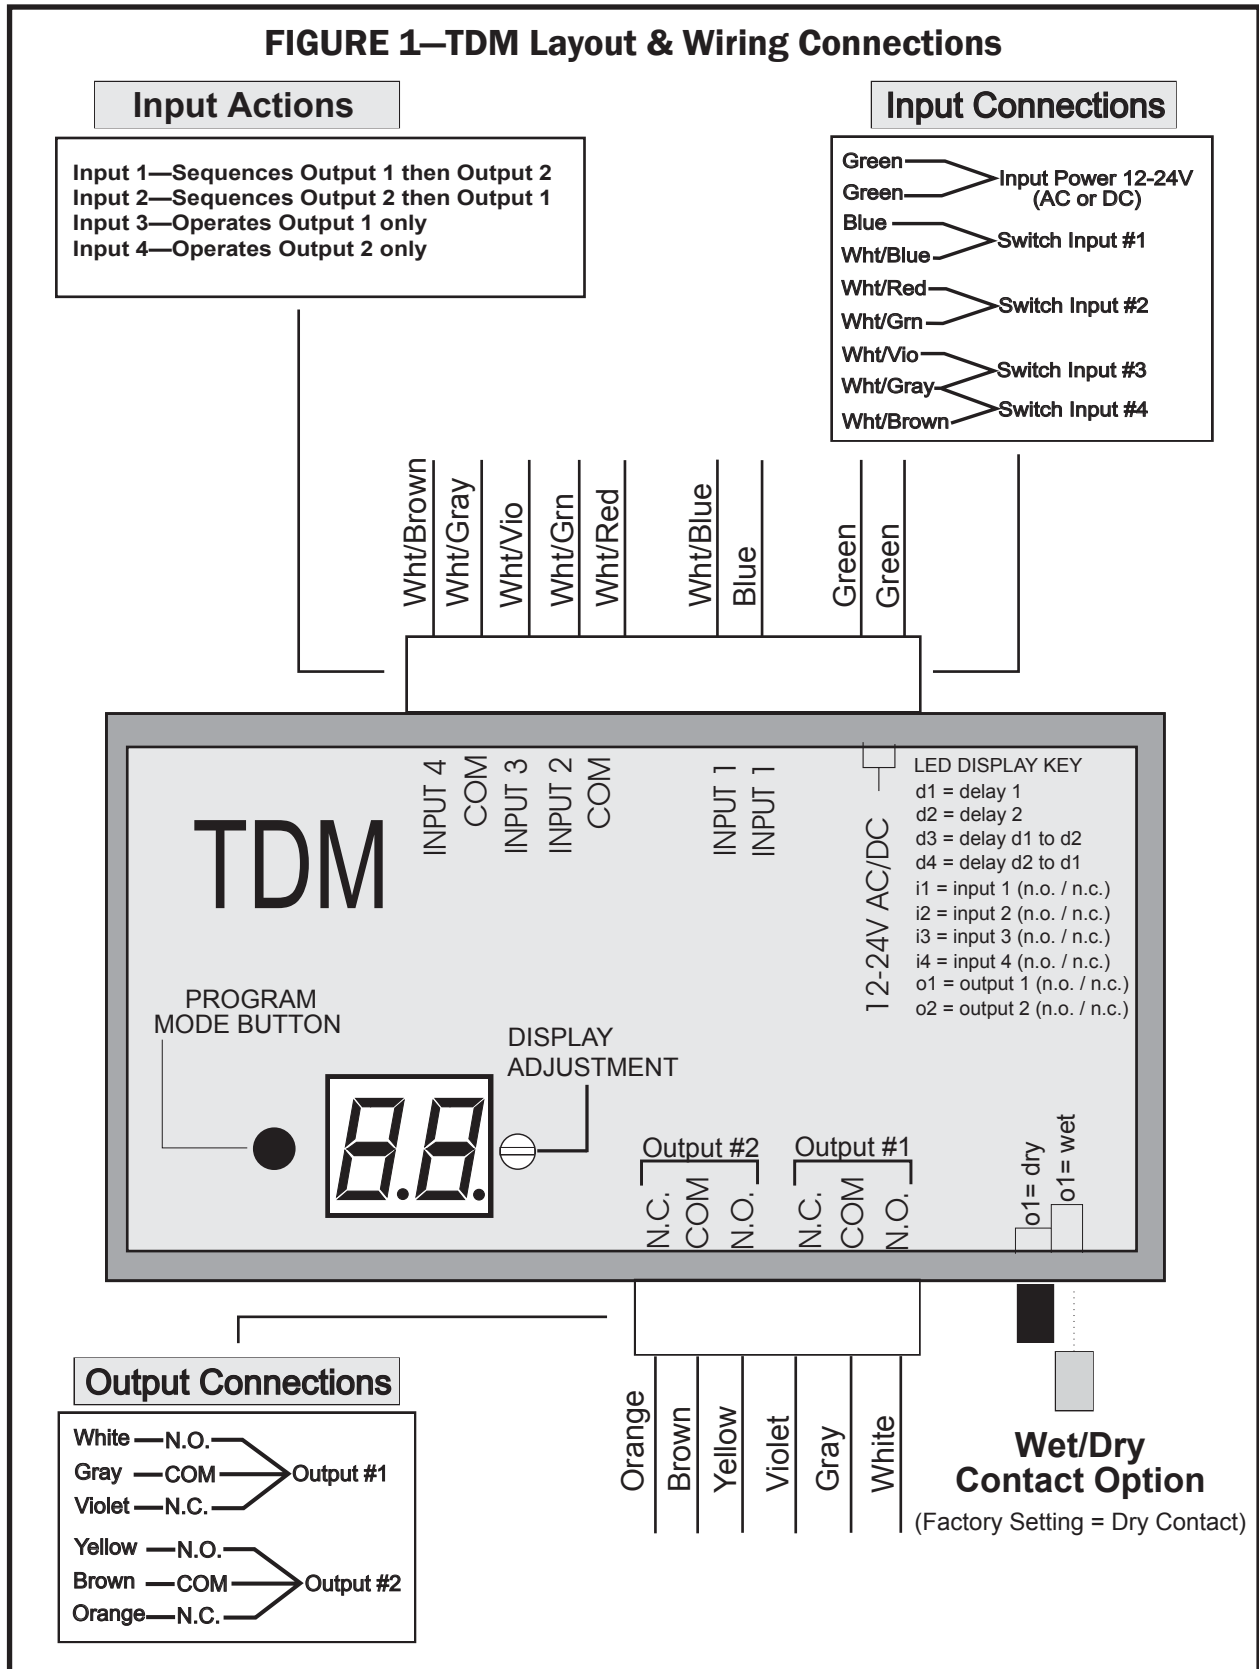 FIGURE 1—TDM Layout & Wiring Connections
Input Actions
Input 1—Sequences Output 1 then Output 2
Input 2—Sequences Output 2 then Output 1
Input 3—Operates Output 1 only
Input 4—Operates Output 2 only
Input Connections
Green
Green
Input Power 12-24V
(AC or DC)
Blue
Wht/Blue
Switch Input #1
Wht/Red
Wht/Grn
Switch Input #2
Wht/Vio
Wht/Gray
Wht/Brown
Switch Input #3
Switch Input #4
Wht/Brown
Wht/Gray
Wht/Vio
Wht/Grn
Wht/Red
Wht/Blue
Blue
Green
Green
TDM
INPUT 4
COM
INPUT 3
INPUT 2
COM
INPUT 1
INPUT 1
12-24V AC/DC
LED DISPLAY KEY
d1 = delay 1
d2 = delay 2
d3 = delay d1 to d2
d4 = delay d2 to d1
i1 = input 1 (n.o. / n.c.)
i2 = input 2 (n.o. / n.c.)
i3 = input 3 (n.o. / n.c.)
i4 = input 4 (n.o. / n.c.)
o1 = output 1 (n.o. / n.c.)
o2 = output 2 (n.o. / n.c.)
PROGRAM
MODE BUTTON
8.8.
DISPLAY
ADJUSTMENT
Output #2
N.C.
COM
N.O.
Output #1
N.C.
COM
N.O.
o1= dry
o1= wet
Output Connections
White N.O.
Gray COM
Violet N.C.
Output #1
Yellow N.O.
Brown COM
Orange N.C.
Output #2
Orange
Brown
Yellow
Violet
Gray
White
Wet/Dry
Contact Option
(Factory Setting = Dry Contact)